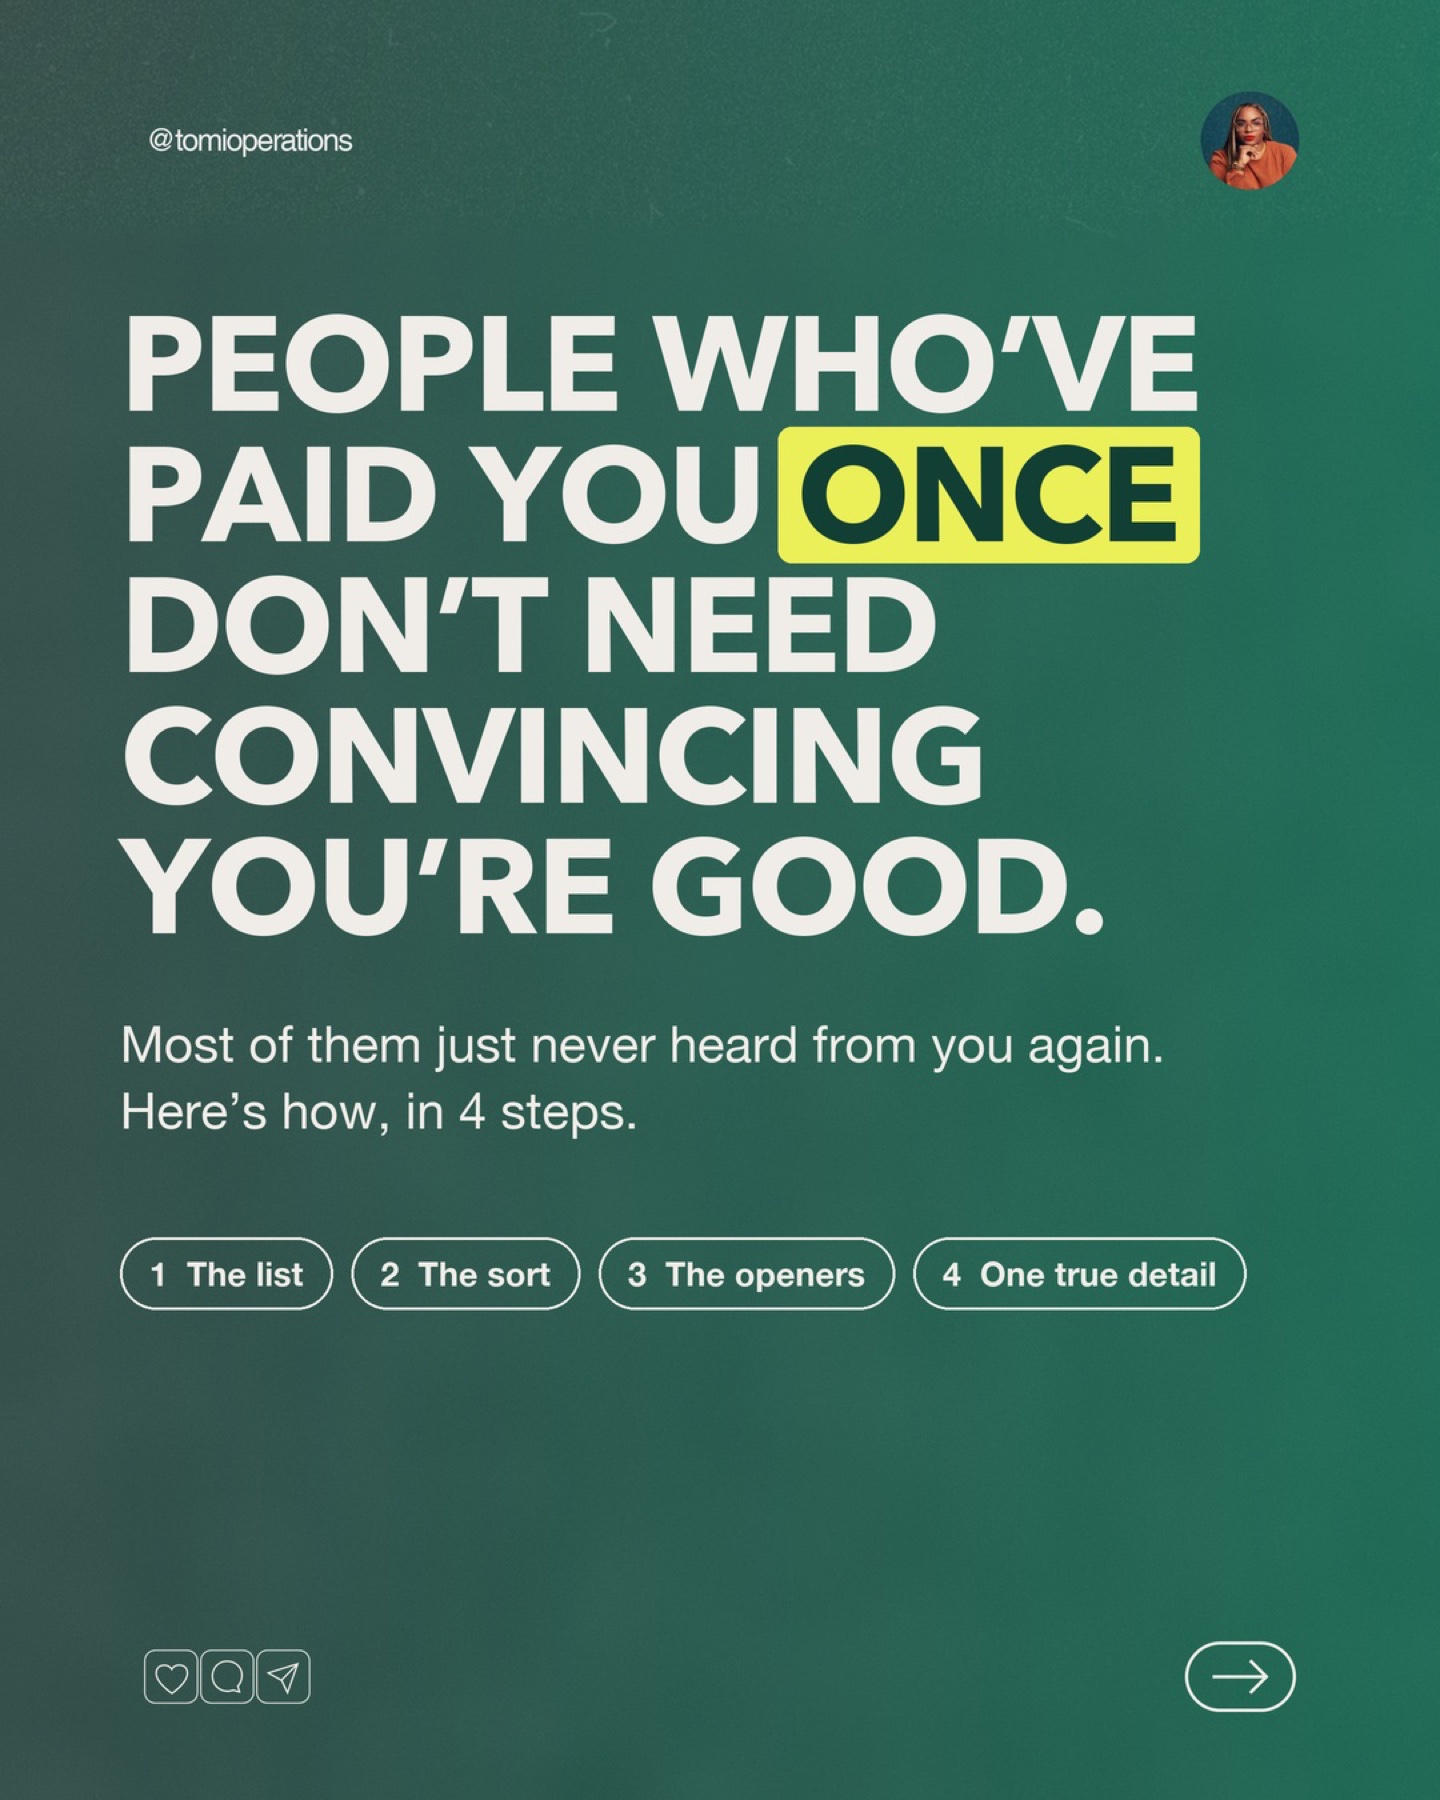 @tomioperations
PEOPLE WHO’VE
PAID YOU ONCE
DON’T NEED
CONVINCING
YOU’RE GOOD.
Most of them just never heard from you again.
Here’s how, in 4 steps.
1 The list
2 The sort
3 The openers
4 One true detail